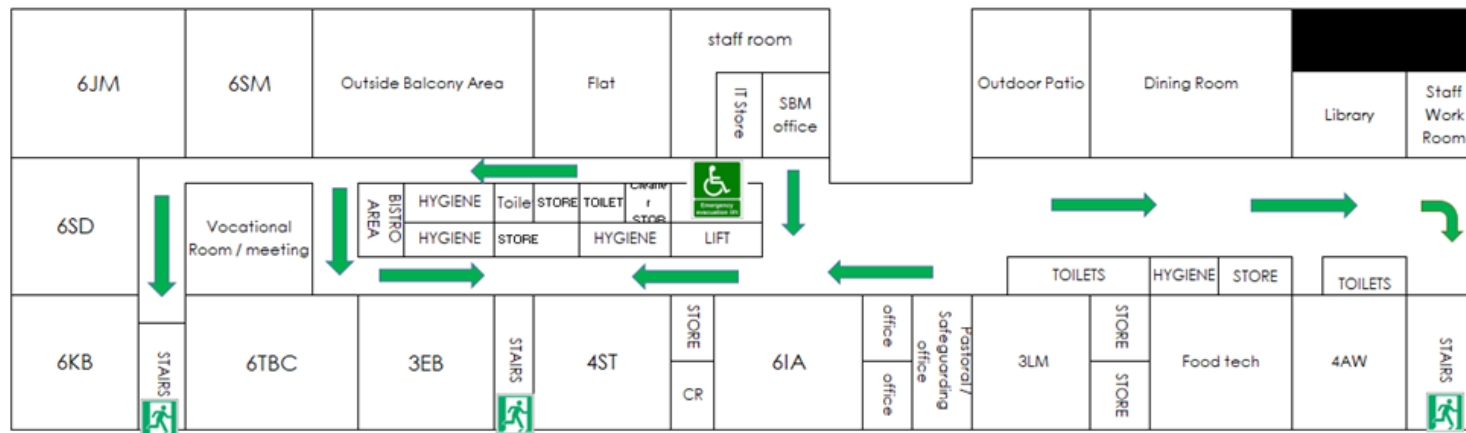 staff room
6JM
6SM
Outside Balcony Area
Flat
IT Store
SBM
office
Outdoor Patio
Dining Room
Library
Staff
Work
Room
6SD
Vocational
Room / meeting
BISTRO
AREA
HYGIENE
Toile
STORE
TOILET
Cleane
r
STOR
Emergency
evacuation lift
HYGIENE
STORE
HYGIENE
LIFT
TOILETS
HYGIENE
STORE
TOILETS
6KB
STAIRS
6TBC
3EB
STAIRS
4ST
STORE
CR
6IA
office
office
Pastoral /
Safeguarding
office
3LM
STORE
STORE
Food tech
4AW
STAIRS